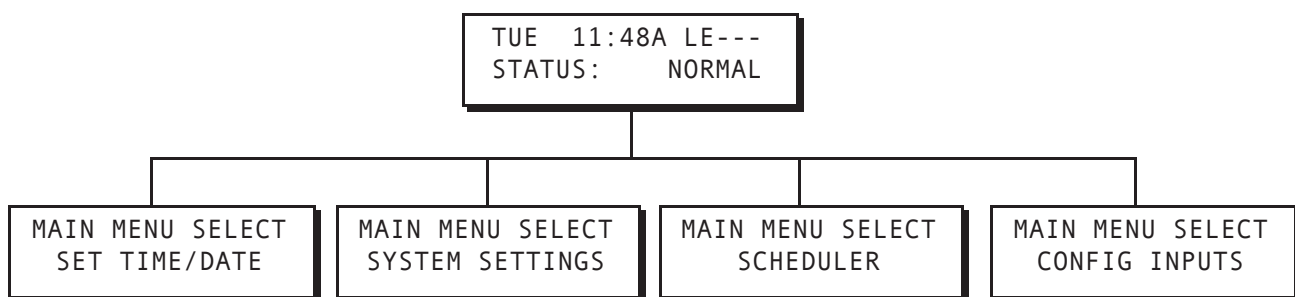 TUE 11:48A LE---
STATUS: NORMAL
MAIN MENU SELECT
SET TIME/DATE
MAIN MENU SELECT
SYSTEM SETTINGS
MAIN MENU SELECT
SCHEDULER
MAIN MENU SELECT
CONFIG INPUTS